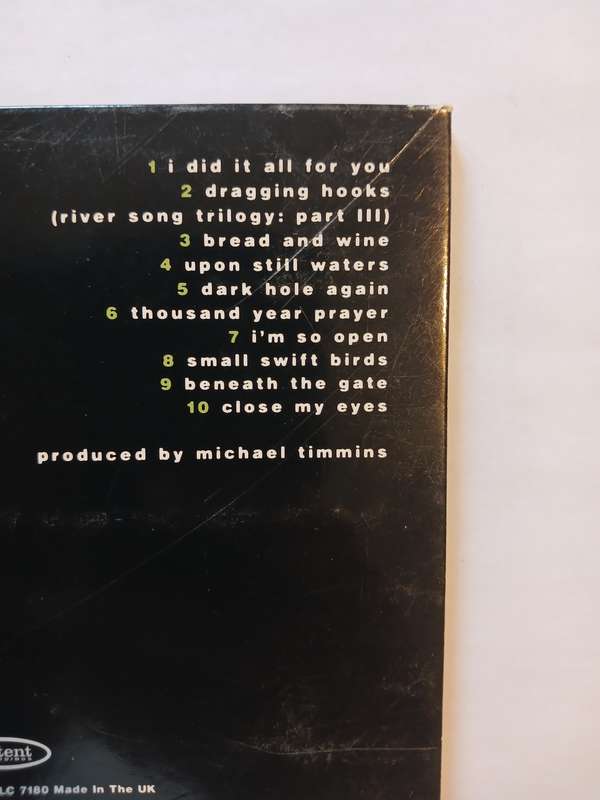 1 i did it all for you
2 dragging hooks
(river song trilogy: part III)
3 bread and wine
4 upon still waters
5 dark hole again
6 thousand year prayer
7 i'm so open
8 small swift birds
9 beneath the gate
10 close my eyes
produced by michael timmins
LC 7180 Made In The UK